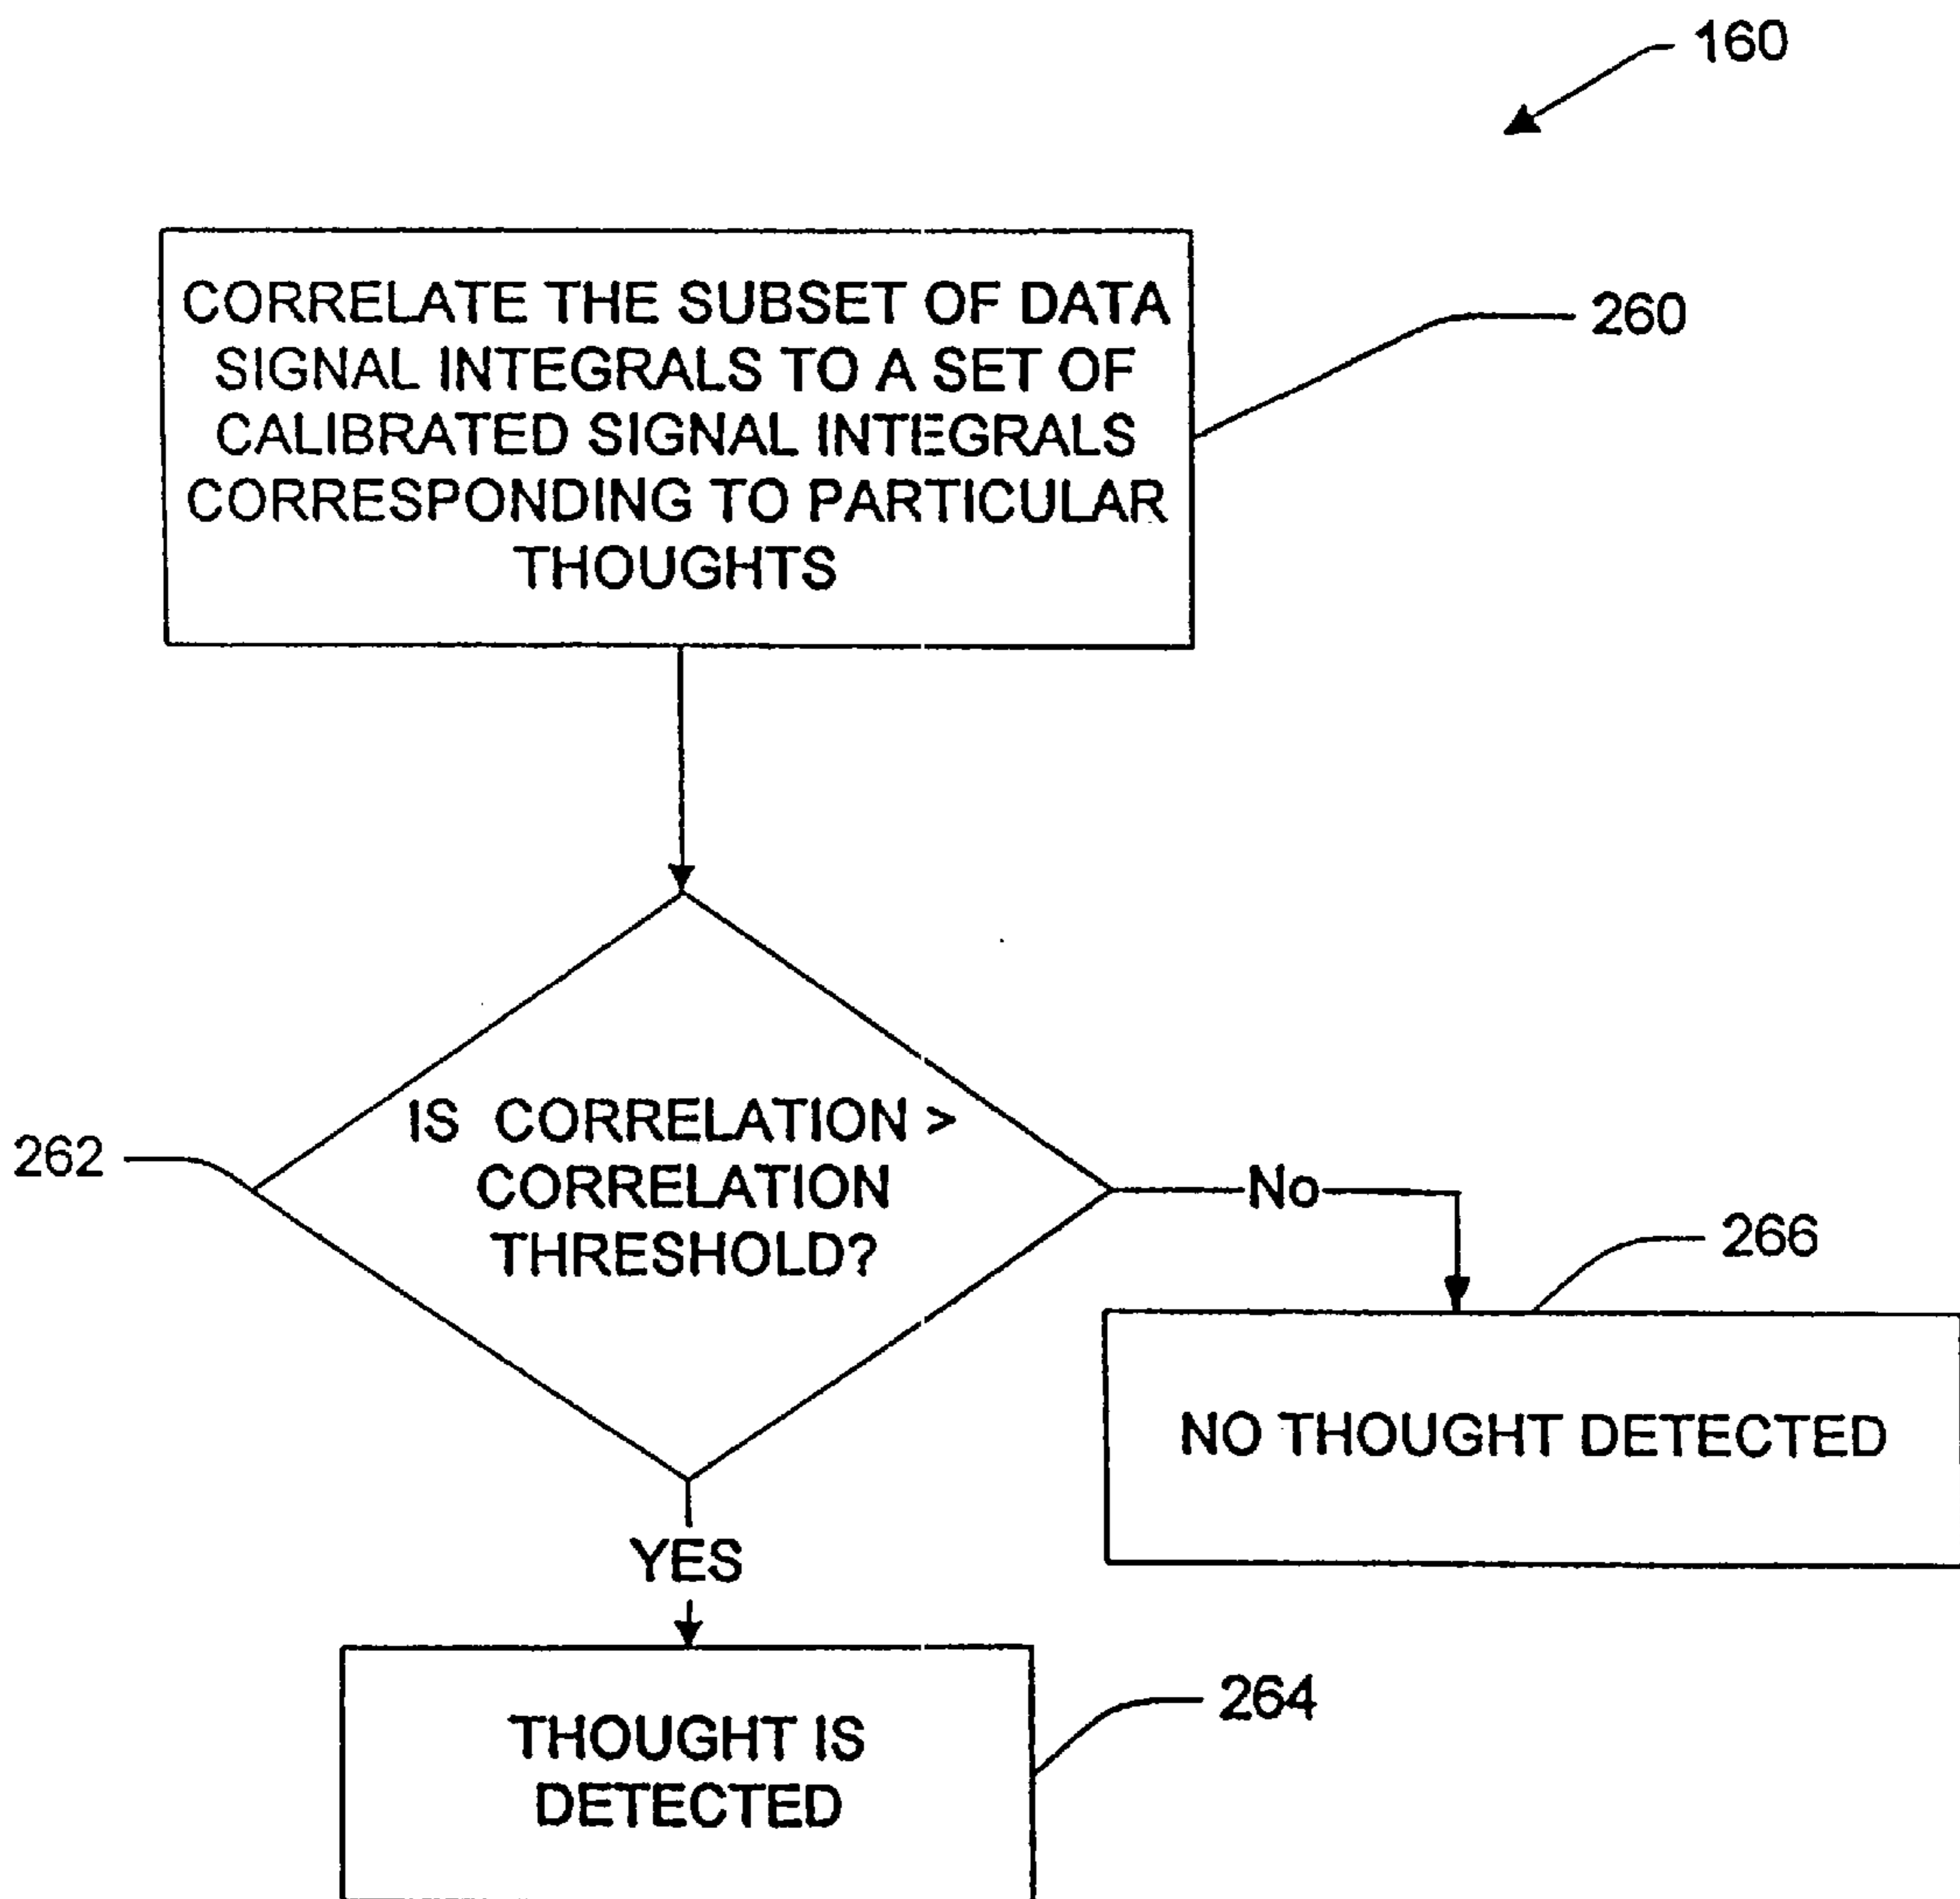 160
CORRELATE THE SUBSET OF DATA
SIGNAL INTEGRALS TO A SET OF
CALIBRATED SIGNAL INTEGRALS
CORRESPONDING TO PARTICULAR
THOUGHTS
260
IS CORRELATION >
CORRELATION
THRESHOLD?
262
No
266
NO THOUGHT DETECTED
YES
THOUGHT IS
DETECTED
264